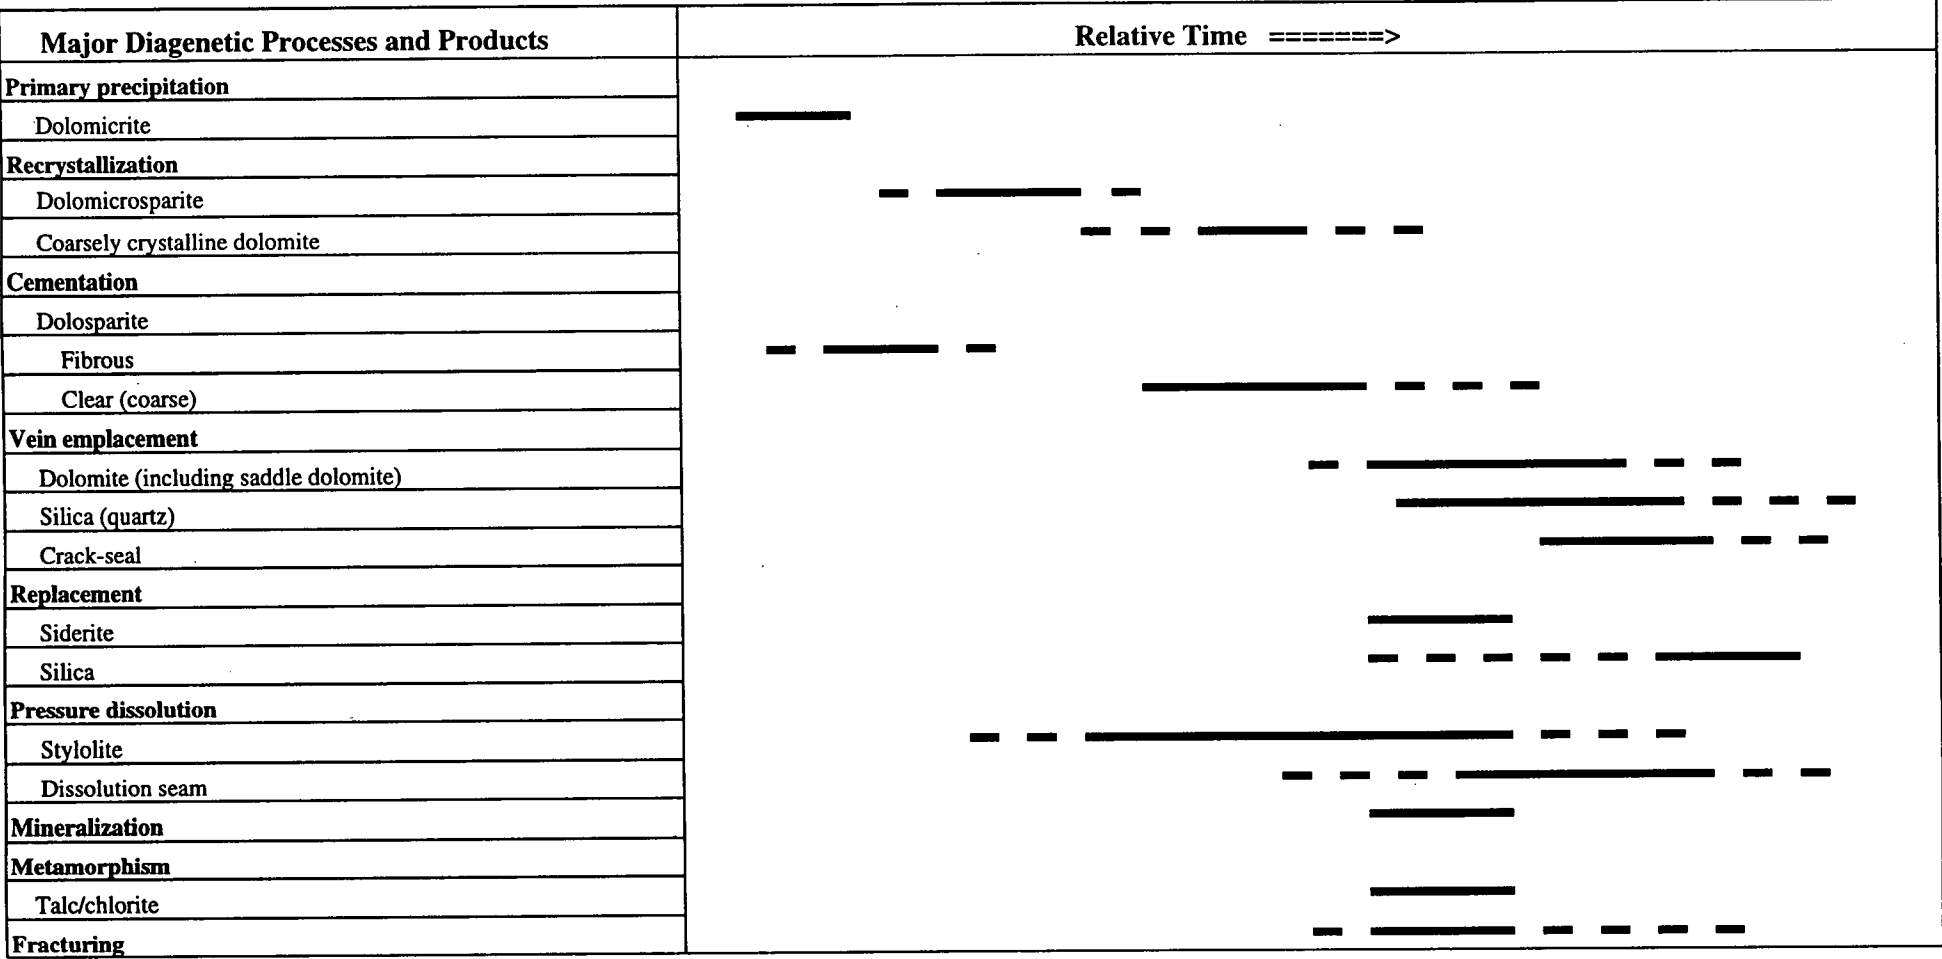 Major Diagenetic Processes and Products
Relative Time =======>
Primary precipitation
Dolomicrite
Recrystallization
Dolomicrosparite
Coarsely crystalline dolomite
Cementation
Dolosparite
Fibrous
Clear (coarse)
Vein emplacement
Dolomite (including saddle dolomite)
Silica (quartz)
Crack-seal
Replacement
Siderite
Silica
Pressure dissolution
Stylolite
Dissolution seam
Mineralization
Metamorphism
Talc/chlorite
Fracturing